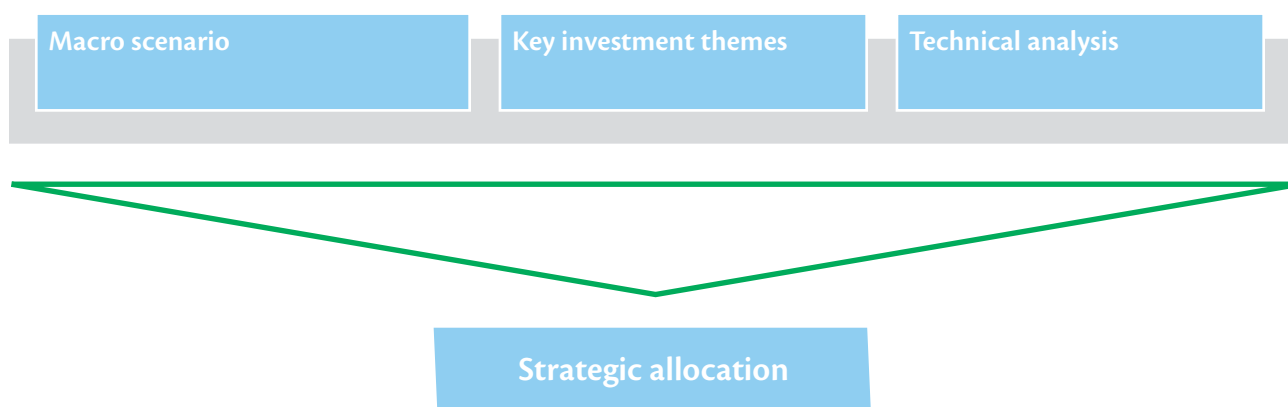 Macro scenario
Key investment themes
Technical analysis
Strategic allocation